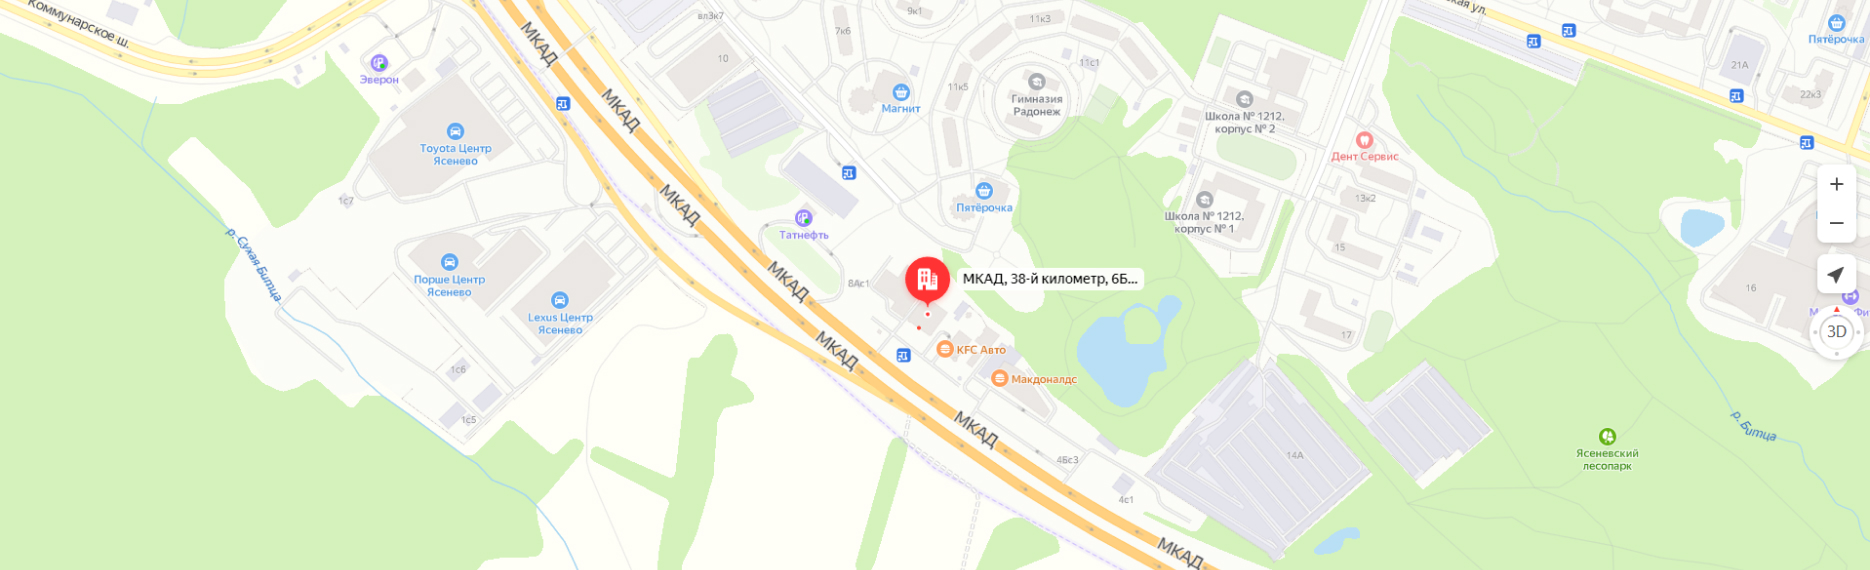 Коммунарское ш.
МКАД
вл3к7
9к1
11к3
7к6
ская ул.
Пятёрочка
Эверон
10
11с1
21А
11к5
МКАД
Магнит
Гимназия
Радонеж
22к3
Школа № 1212,
корпус № 2
Toyota Центр
Ясенево
Дент Сервис
1с7
МКАД
Пятёрочка
13к2
Школа № 1212,
корпус № 1
Татнефть
р. Сухая Битца
15
Порше Центр
Ясенево
МКАД
8Ас1
МКАД, 38-й километр, 6Б...
16
Lexus Центр
Ясенево
3D
МКАД
KFC Авто
17
1с6
Макдоналдс
1с5
МКАД
р. Битца
4Бс3
14А
Ясеневский
лесопарк
4с1
МКАД